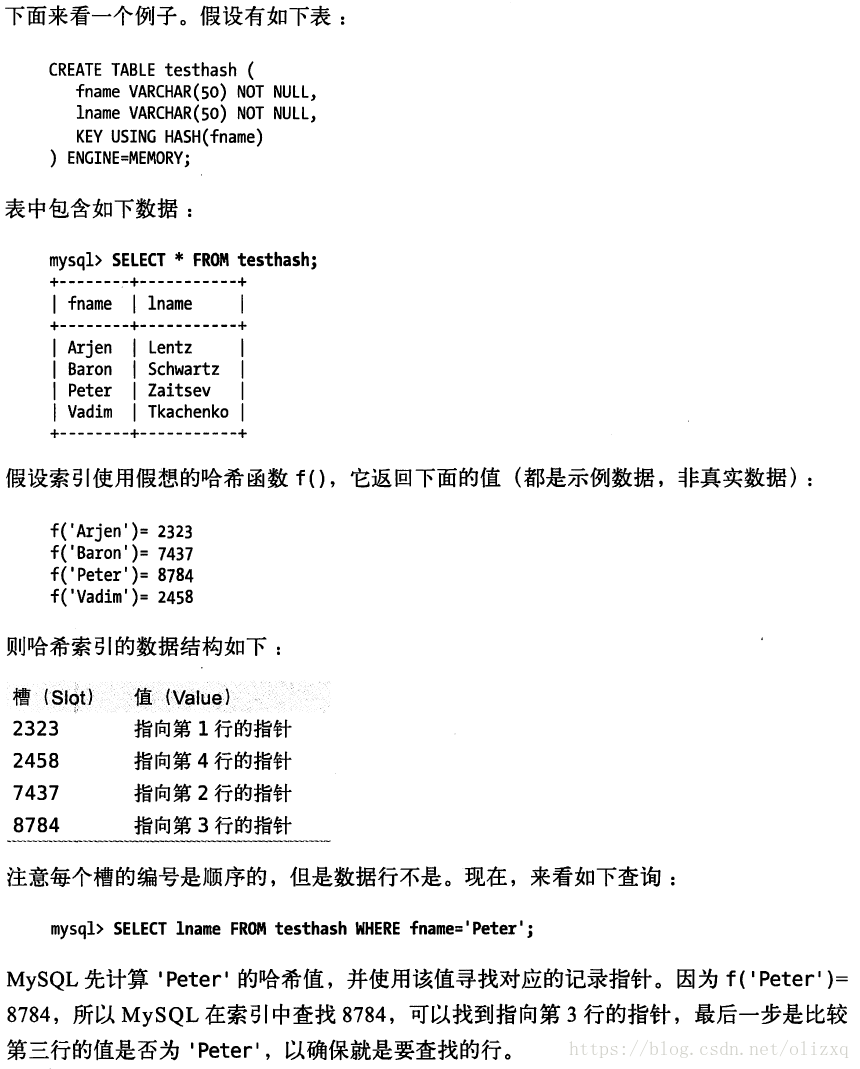 下面来看一个例子。假设有如下表：
CREATE TABLE testhash (
fname VARCHAR(50) NOT NULL,
lname VARCHAR(50) NOT NULL,
KEY USING HASH(fname)
) ENGINE=MEMORY;
表中包含如下数据：
mysql> SELECT * FROM testhash;
+--------+-----------+
| fname | lname |
+--------+-----------+
| Arjen | Lentz |
| Baron | Schwartz |
| Peter | Zaitsev |
| Vadim | Tkachenko |
+--------+-----------+
假设索引使用假想的哈希函数 f()，它返回下面的值（都是示例数据，非真实数据）：
f('Arjen')= 2323
f('Baron')= 7437
f('Peter')= 8784
f('Vadim')= 2458
则哈希索引的数据结构如下：
槽（Slot） 值（Value）
2323 指向第 1 行的指针
2458 指向第 4 行的指针
7437 指向第 2 行的指针
8784 指向第 3 行的指针
注意每个槽的编号是顺序的，但是数据行不是。现在，来看如下查询：
mysql> SELECT lname FROM testhash WHERE fname='Peter';
MySQL 先计算 'Peter' 的哈希值，并使用该值寻找对应的记录指针。因为 f('Peter')=
8784，所以 MySQL 在索引中查找 8784，可以找到指向第 3 行的指针，最后一步是比较
第三行的值是否为 'Peter'，以确保就是要查找的行。
https://blog.csdn.net/olizxq